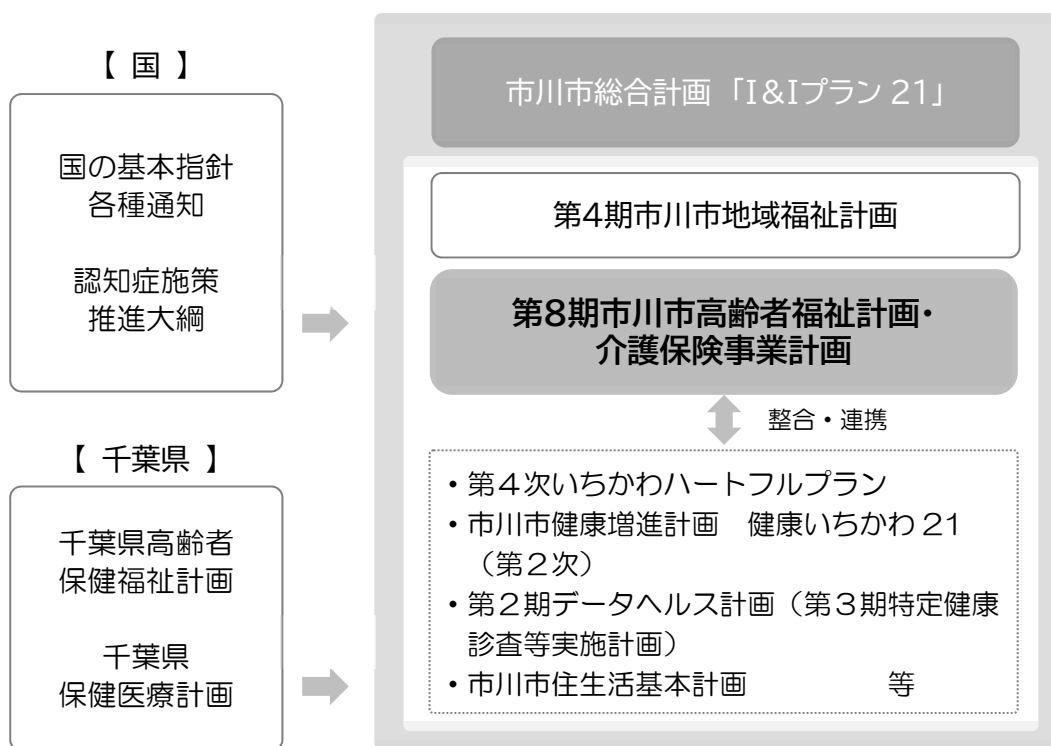 【 国 】
国の基本指針
各種通知
認知症施策
推進大綱
【 千葉県 】
千葉県高齢者
保健福祉計画
千葉県
保健医療計画
市川市総合計画「I&Iプラン 21」
第4期市川市地域福祉計画
第8期市川市高齢者福祉計画・
介護保険事業計画
整合・連携
・第4次いちかわハートフルプラン
・市川市健康増進計画　健康いちかわ 21
（第2次）
・第2期データヘルス計画（第3期特定健康
診査等実施計画）
・市川市住生活基本計画　　　　　等